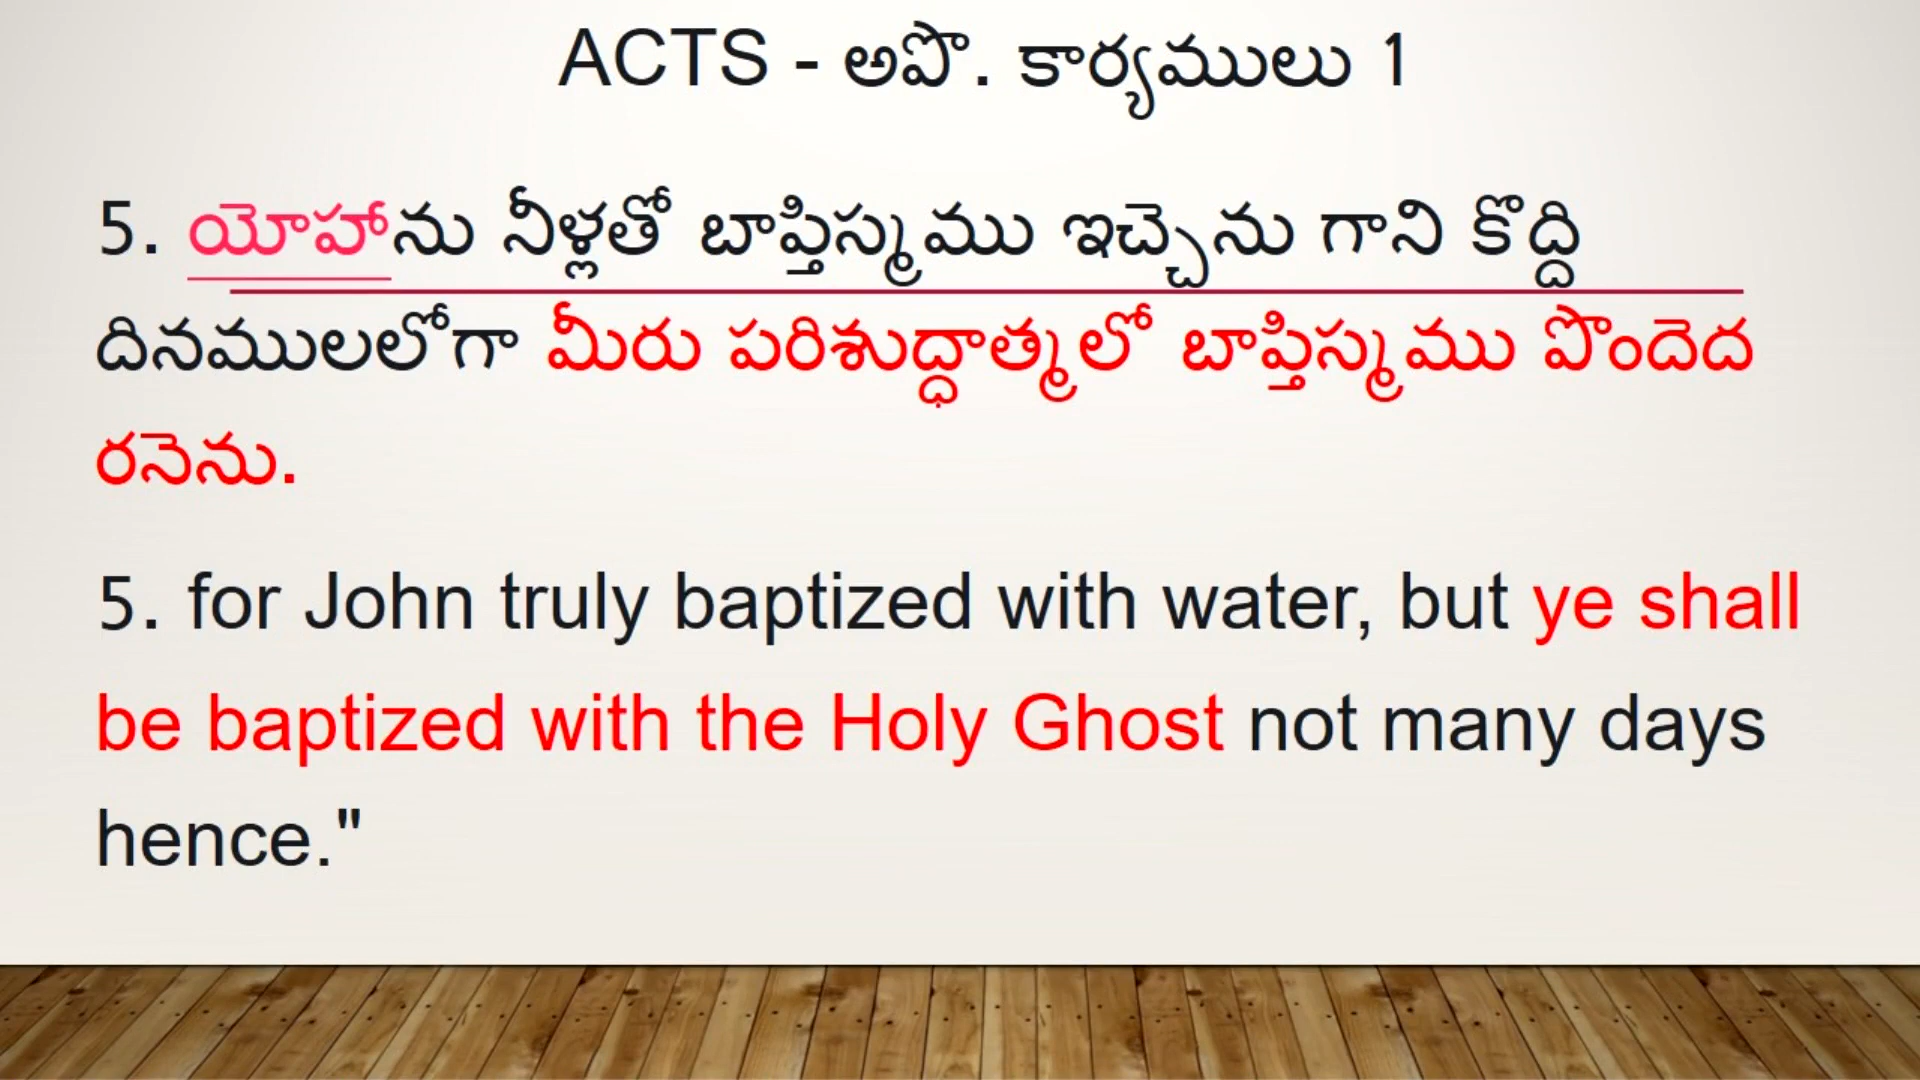 ACTS - అపొ. కార్యములు 1
5. యోహాను నీళ్లతో బాప్తిస్మము ఇచ్చెను గాని కొద్ది
దినములలోగా మీరు పరిశుద్ధాత్మలో బాప్తిస్మము పొందెద
రనెను.
5. for John truly baptized with water, but ye shall
be baptized with the Holy Ghost not many days
hence."